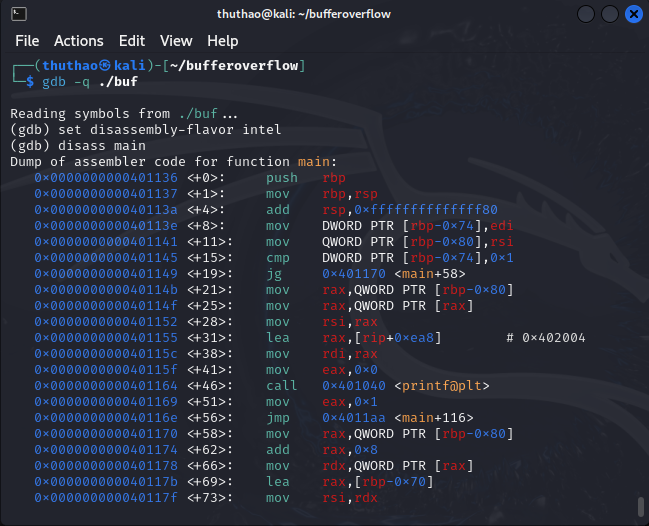 thuthao@kali: ~/bufferoverflow
File Actions Edit View Help
┌──(thuthao㉿kali)-[~/bufferoverflow]
└─$ gdb -q ./buf
Reading symbols from ./buf...
(gdb) set disassembly-flavor intel
(gdb) disass main
Dump of assembler code for function main:
0x0000000000401136 <+0>: push rbp
0x0000000000401137 <+1>: mov rbp,rsp
0x000000000040113a <+4>: add rsp,0xffffffffffffff80
0x000000000040113e <+8>: mov DWORD PTR [rbp-0x74],edi
0x0000000000401141 <+11>: mov QWORD PTR [rbp-0x80],rsi
0x0000000000401145 <+15>: cmp DWORD PTR [rbp-0x74],0x1
0x0000000000401149 <+19>: jg 0x401170 <main+58>
0x000000000040114b <+21>: mov rax,QWORD PTR [rbp-0x80]
0x000000000040114f <+25>: mov rax,QWORD PTR [rax]
0x0000000000401152 <+28>: mov rsi,rax
0x0000000000401155 <+31>: lea rax,[rip+0xea8] # 0x402004
0x000000000040115c <+38>: mov rdi,rax
0x000000000040115f <+41>: mov eax,0x0
0x0000000000401164 <+46>: call 0x401040 <printf@plt>
0x0000000000401169 <+51>: mov eax,0x1
0x000000000040116e <+56>: jmp 0x4011aa <main+116>
0x0000000000401170 <+58>: mov rax,QWORD PTR [rbp-0x80]
0x0000000000401174 <+62>: add rax,0x8
0x0000000000401178 <+66>: mov rdx,QWORD PTR [rax]
0x000000000040117b <+69>: lea rax,[rbp-0x70]
0x000000000040117f <+73>: mov rsi,rdx